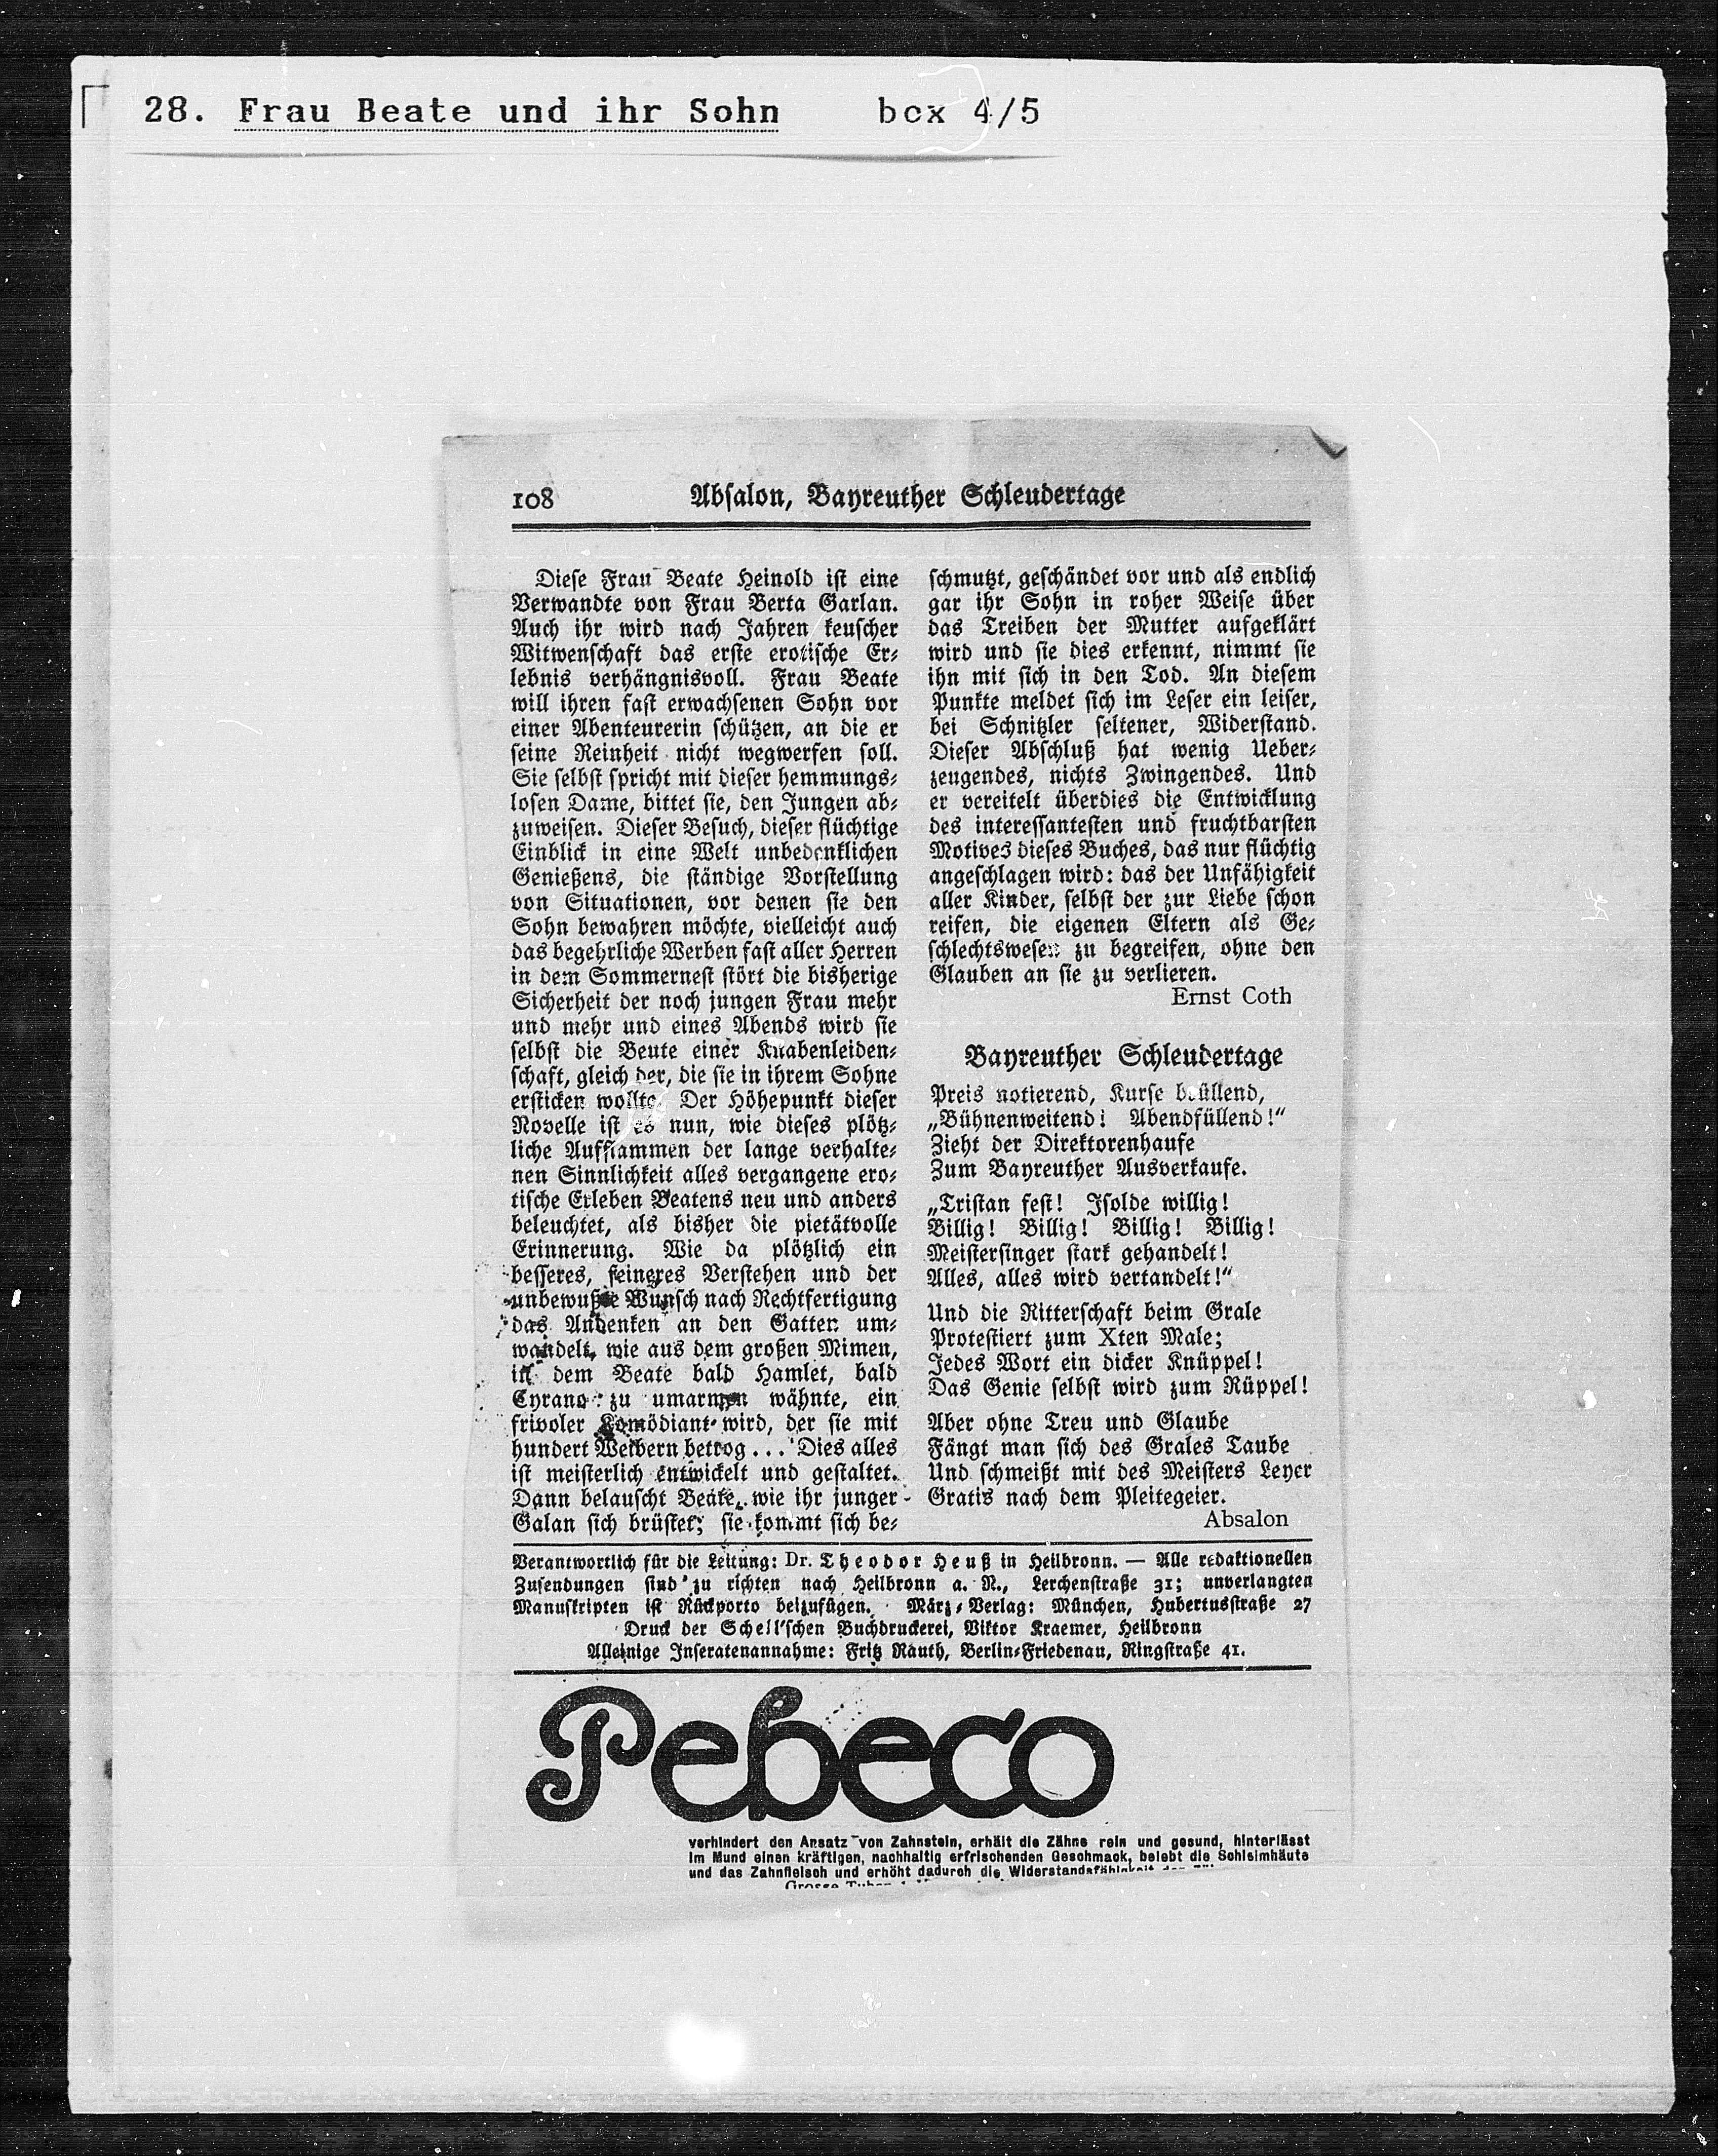 28. Frau Beate und ihr Sohn box 4/5
108 Absalon, Bayreuther Schleudertage
Diese Frau Beate Heinold ist eine
Verwandte von Frau Berta Garlan.
Auch ihr wird nach Jahren keuscher
Witwenschaft das erste erotische Er-
lebnis verhängnisvoll. Frau Beate
will ihren fast erwachsenen Sohn vor
einer Abenteurerin schützen, an die er
seine Reinheit nicht wegwerfen soll.
Sie selbst spricht mit dieser hemmungs-
losen Dame, bittet sie, den Jungen ab-
zuweisen. Dieser Besuch, dieser flüchtige
Einblick in eine Welt unbedenklichen
Genießens, die ständige Vorstellung
von Situationen, vor denen sie den
Sohn bewahren möchte, vielleicht auch
das begehrliche Werben fast aller Herren
in dem Sommernest stört die bisherige
Sicherheit der noch jungen Frau mehr
und mehr und eines Abends wird sie
selbst die Beute einer Knabenleiden-
schaft, gleich der, die sie in ihrem Sohne
ersticken wollte. Der Höhepunkt dieser
Novelle ist es nun, wie dieses plötz-
liche Aufflammen der lange verhalte-
nen Sinnlichkeit alles vergangene ero-
tische Erleben Beatens neu und anders
beleuchtet, als bisher die pietätvolle
Erinnerung. Wie da plötzlich ein
besseres, feineres Verstehen und der
unbewußte Wunsch nach Rechtfertigung
das Andenken an den Gatten um-
wandelt, wie aus dem großen Mimen,
in dem Beate bald Hamlet, bald
Cyrano zu umarmen wähnte, ein
frivoler Komödiant wird, der sie mit
hundert Weibern betrog . . . Dies alles
ist meisterlich entwickelt und gestaltet.
Dann belauscht Beate, wie ihr junger
Galan sich brüstet; sie kommt sich be-
schmutzt, geschändet vor und als endlich
gar ihr Sohn in roher Weise über
das Treiben der Mutter aufgeklärt
wird und sie dies erkennt, nimmt sie
ihn mit sich in den Tod. An diesem
Punkte meldet sich im Leser ein leiser,
bei Schnitzler seltener, Widerstand.
Dieser Abschluß hat wenig Ueber-
zeugendes, nichts Zwingendes. Und
er vereitelt überdies die Entwicklung
des interessantesten und fruchtbarsten
Motives dieses Buches, das nur flüchtig
angeschlagen wird: das der Unfähigkeit
aller Kinder, selbst der zur Liebe schon
reifen, die eigenen Eltern als Ge-
schlechtswesen zu begreifen, ohne den
Glauben an sie zu verlieren.
Ernst Coth
Bayreuther Schleudertage
Preis notierend, Kurse brüllend,
„Bühnenweitend! Abendfüllend!“
Zieht der Direktorenhaufe
Zum Bayreuther Ausverkaufe.
„Tristan fest! Isolde willig!
Billig! Billig! Billig! Billig!
Meistersinger stark gehandelt!
Alles, alles wird vertandelt!“
Und die Ritterschaft beim Grale
Protestiert zum Xten Male;
Jedes Wort ein dicker Knüppel!
Das Genie selbst wird zum Rüppel!
Aber ohne Treu und Glaube
Fängt man sich des Grales Taube
Und schmeißt mit des Meisters Leyer
Gratis nach dem Pleitegeier.
Absalon
Verantwortlich für die Leitung: Dr. Theodor Heuß in Heilbronn. — Alle redaktionellen
Zusendungen sind zu richten nach Heilbronn a. N., Lerchenstraße 31; unverlangten
Manuskripten ist Rückporto beizufügen. März-Verlag: München, Hubertusstraße 27
Druck der Schell'schen Buchdruckerei, Viktor Kraemer, Heilbronn
Alleinige Inseratenannahme: Fritz Rauth, Berlin-Friedenau, Ringstraße 41.
Pebeco
verhindert den Ansatz von Zahnstein, erhält die Zähne rein und gesund, hinterlässt
im Mund einen kräftigen, nachhaltig erfrischenden Geschmack, belebt die Schleimhäute
und das Zahnfleisch und erhöht dadurch die Widerstandsfähigkeit
Grosse